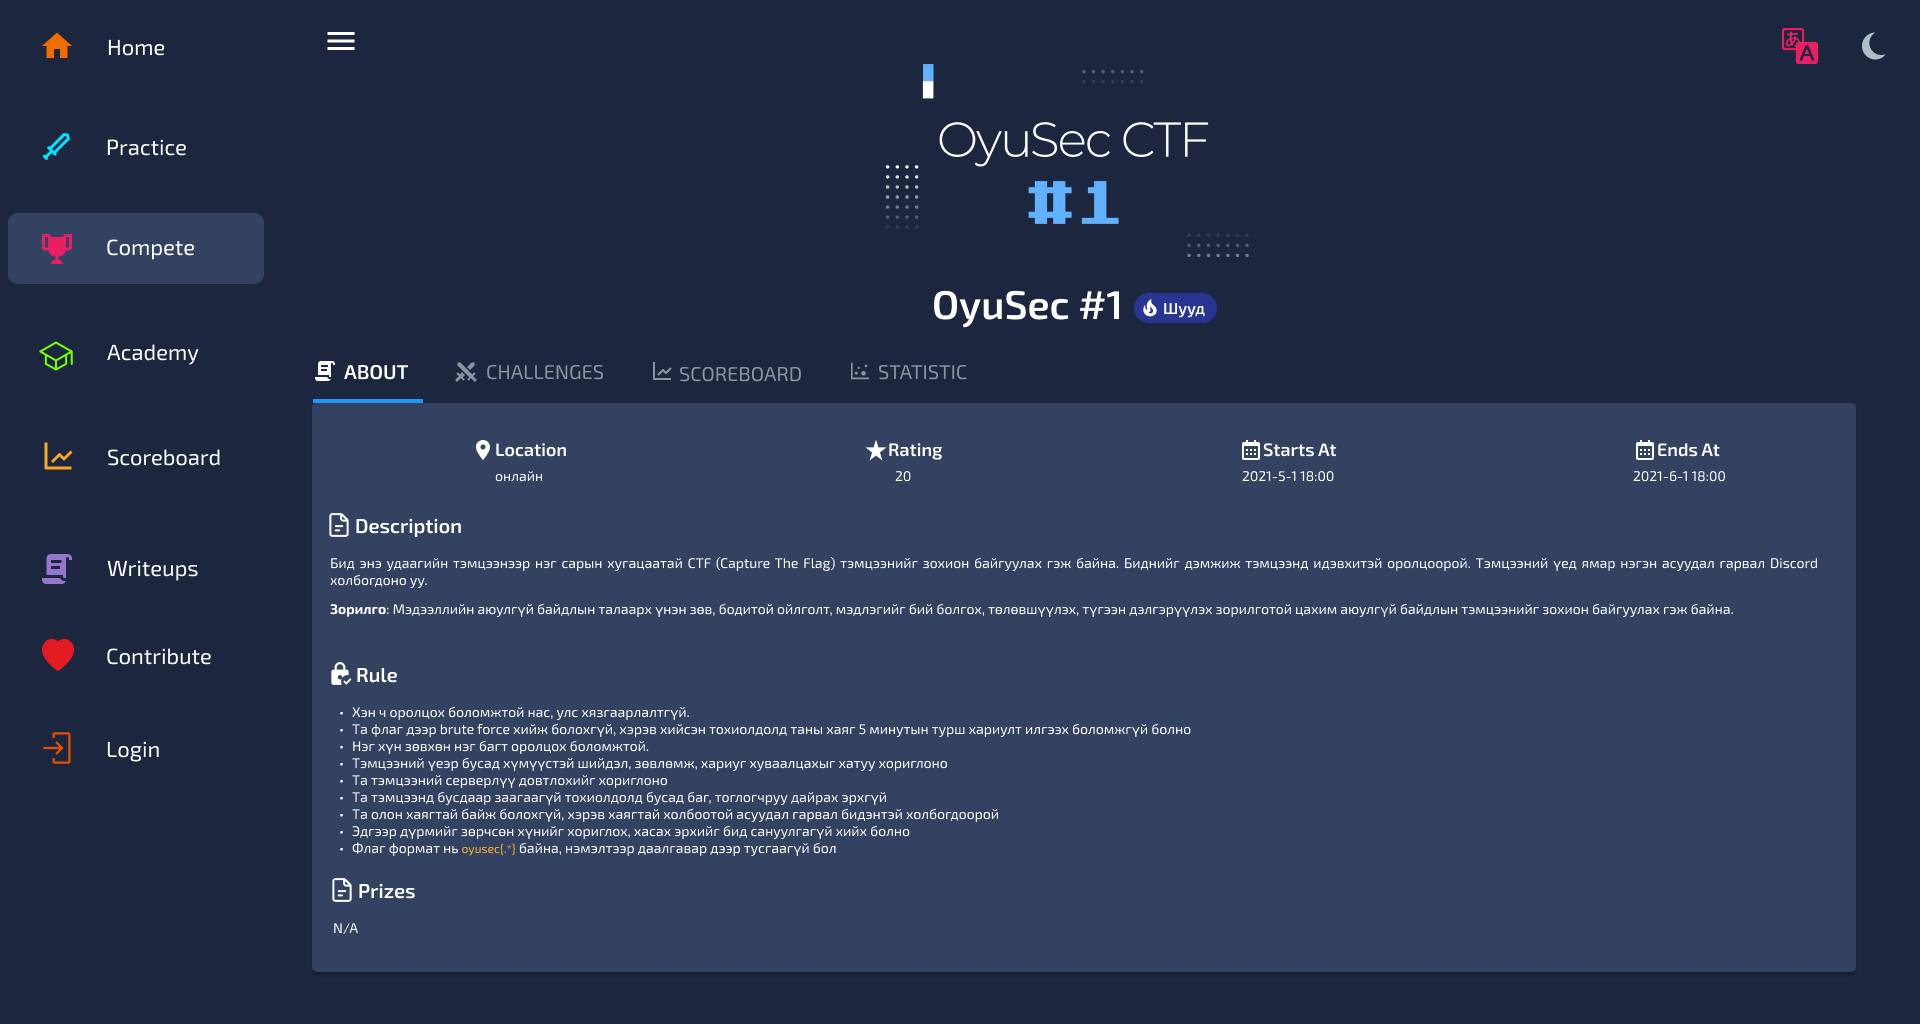 Home
Practice
Compete
Academy
Scoreboard
Writeups
Contribute
Login
あ A
OyuSec CTF
#1
OyuSec #1 Шууд
ABOUT CHALLENGES SCOREBOARD STATISTIC
Location Rating Starts At Ends At
онлайн 20 2021-5-1 18:00 2021-6-1 18:00
Description
Бид энэ удаагийн тэмцээнээр нэг сарын хугацаатай CTF (Capture The Flag) тэмцээнийг зохион байгуулах гэж байна. Биднийг дэмжиж тэмцээнд идэвхитэй оролцоорой. Тэмцээний үед ямар нэгэн асуудал гарвал Discord
холбогдоно уу.
Зорилго: Мэдээллийн аюулгүй байдлын талаарх үнэн зөв, бодитой ойлголт, мэдлэгийг бий болгох, төлөвшүүлэх, түгээн дэлгэрүүлэх зорилготой цахим аюулгүй байдлын тэмцээнийг зохион байгуулах гэж байна.
Rule
• Хэн ч оролцох боломжтой нас, улс хязгаарлалтгүй.
• Та флаг дээр brute force хийж болохгүй, хэрэв хийсэн тохиолдолд таны хаяг 5 минутын турш хариулт илгээх боломжгүй болно
• Нэг хүн зөвхөн нэг багт оролцох боломжтой.
• Тэмцээний үеэр бусад хүмүүстэй шийдэл, зөвлөмж, хариуг хуваалцахыг хатуу хориглоно
• Та тэмцээний серверлүү довтлохийг хориглоно
• Та тэмцээнд бусдаар заагаагүй тохиолдолд бусад баг, тоглогчруу дайрах эрхгүй
• Та олон хаягтай байж болохгүй, хэрэв хаягтай холбоотой асуудал гарвал бидэнтэй холбогдоорой
• Эдгээр дүрмийг зөрчсөн хүнийг хориглох, хасах эрхийг бид сануулгагүй хийх болно
• Флаг формат нь oyusec{.*} байна, нэмэлтээр даалгавар дээр тусгаагүй бол
Prizes
N/A